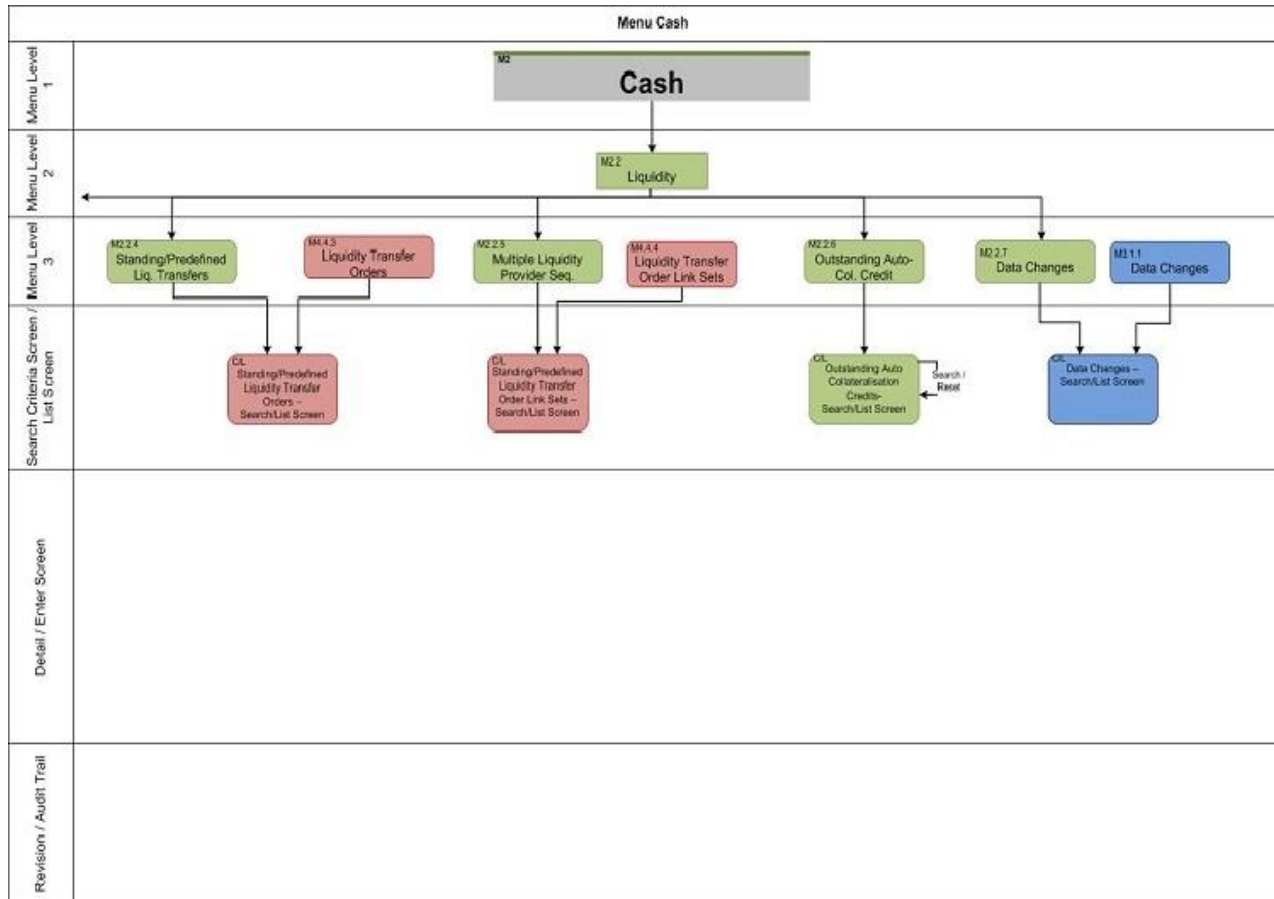 Menu Cash
Menu Level
1
M2
Cash
Menu Level
2
M2.2
Liquidity
Menu Level
3
M2.2.4
Standing/Predefined
Liq. Transfers
M4.4.3
Liquidity Transfer
Orders
M2.2.5
Multiple Liquidity
Provider Seq.
M4.4.4
Liquidity Transfer
Order Link Sets
M2.2.6
Outstanding Auto-
Col. Credit
M2.2.7
Data Changes
M3.1.1
Data Changes
Search Criteria Screen /
List Screen
C/L
Standing/Predefined
Liquidity Transfer
Orders –
Search/List Screen
C/L
Standing/Predefined
Liquidity Transfer
Order Link Sets –
Search/List Screen
C/L
Outstanding Auto
Collateralisation
Credits-
Search/List Screen
Search /
Reset
C/L
Data Changes –
Search/List Screen
Detail / Enter Screen
Revision / Audit Trail